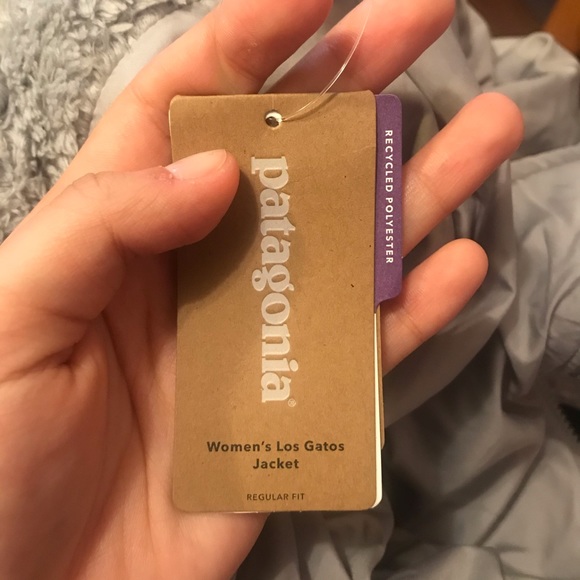 patagonia®
RECYCLED POLYESTER
Women's Los Gatos
Jacket
REGULAR FIT